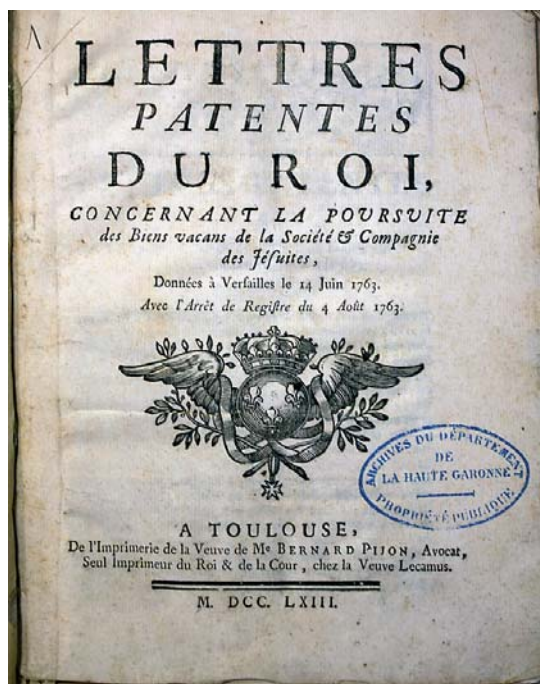 LETTRES
PATENTES
DU ROI,
CONCERNANT LA POVRSVITE
des Biens vacans de la Société & Compagnie
des Jéſuites,
Données à Verſailles le 14 Juin 1763.
Avec l'Arrêt de Regiſtre du 4 Août 1763.
ARCHIVES DU DÉPARTEMENT
DE
LA HAUTE GARONNE
PROPRIÉTÉ PUBLIQUE
A TOULOUSE,
De l'Imprimerie de la Veuve de Me BERNARD PIJON, Avocat,
Seul Imprimeur du Roi & de la Cour, chez la Veuve Lecamus.
M. DCC. LXIII.